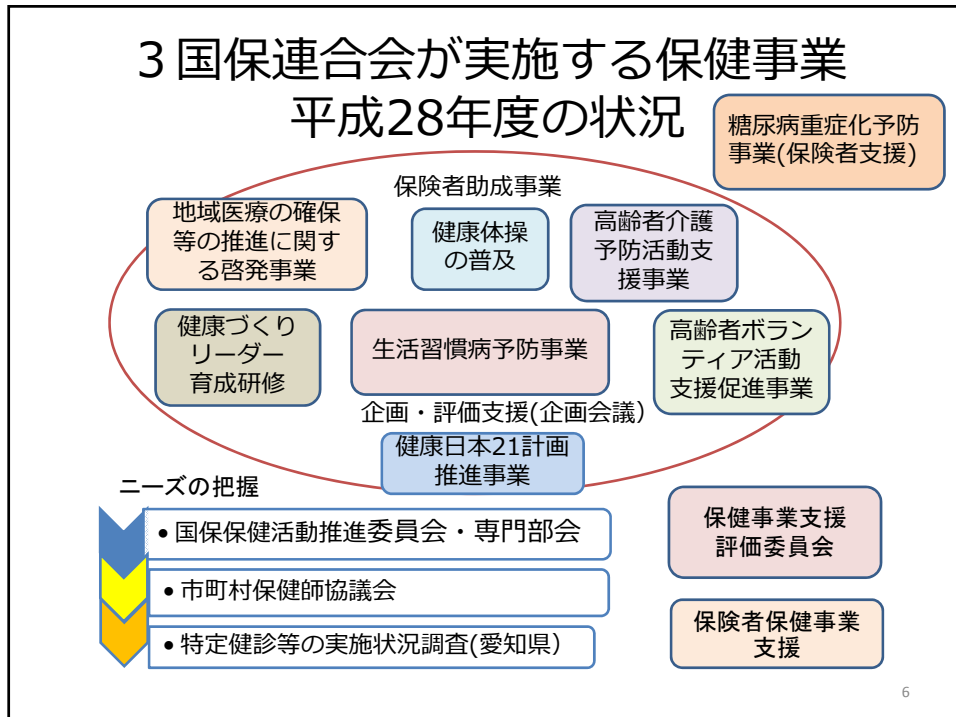 ３国保連合会が実施する保健事業
平成28年度の状況
糖尿病重症化予防
事業(保険者支援)
保険者助成事業
地域医療の確保
等の推進に関す
る啓発事業
健康体操
の普及
高齢者介護
予防活動支
援事業
健康づくり
リーダー
育成研修
生活習慣病予防事業
高齢者ボラン
ティア活動
支援促進事業
企画・評価支援(企画会議）
健康日本21計画
推進事業
ニーズの把握
• 国保保健活動推進委員会・専門部会
• 市町村保健師協議会
• 特定健診等の実施状況調査(愛知県）
保健事業支援
評価委員会
保険者保健事業
支援
6